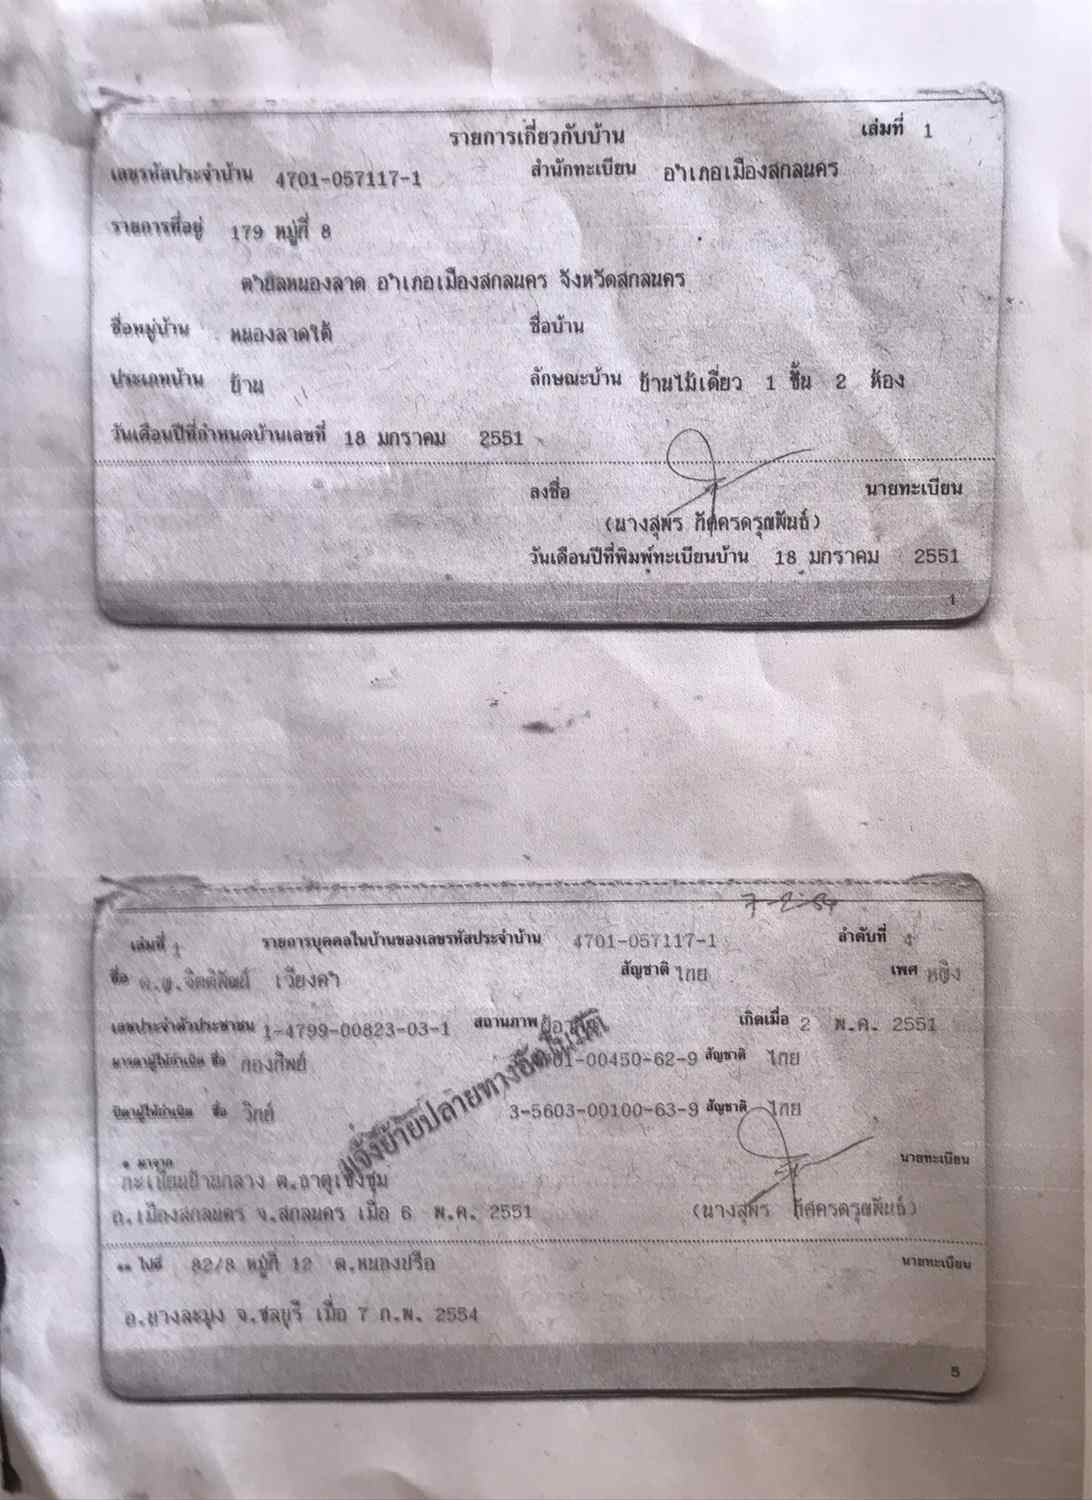 รายการเกี่ยวกับบ้าน เล่มที่ 1
เลขรหัสประจำบ้าน 4701-057117-1 สำนักทะเบียน อำเภอเมืองสกลนคร
รายการที่อยู่ 179 หมู่ที่ 8
ตำบลหนองลาด อำเภอเมืองสกลนคร จังหวัดสกลนคร
ชื่อหมู่บ้าน หนองลาดใต้ ชื่อบ้าน
ประเภทบ้าน บ้าน ลักษณะบ้าน บ้านไม้เดี่ยว 1 ชั้น 2 ห้อง
วันเดือนปีที่กำหนดบ้านเลขที่ 18 มกราคม 2551
ลงชื่อ นายทะเบียน
(นางสุพร ภัศครดรุณพันธ์)
วันเดือนปีที่พิมพ์ทะเบียนบ้าน 18 มกราคม 2551
1
เล่มที่ 1 รายการบุคคลในบ้านของเลขรหัสประจำบ้าน 4701-057117-1 ลำดับที่ 4
ชื่อ ด.ญ. เวียงคำ สัญชาติ ไทย เพศ หญิง
เลขประจำตัวประชาชน 1-4799-00823-03-1 สถานภาพ เกิดเมื่อ 2 พ.ค. 2551
มารดาผู้ให้กำเนิด ชื่อ กองศิพย์ 01-00450-62-9 สัญชาติ ไทย
บิดาผู้ให้กำเนิด ชื่อ วิทย์ 3-5603-00100-63-9 สัญชาติ ไทย
แจ้งย้ายปลายทางอัตโนมัติ
* มาจาก นายทะเบียน
ทะเบียนบ้านกลาง ต.ธาตุเชิงชุม
อ.เมืองสกลนคร จ.สกลนคร เมื่อ 6 พ.ค. 2551 (นางสุพร ภัศครดรุณพันธ์)
** ไปที่ 82/8 หมู่ที่ 12 ต.หนองปรือ นายทะเบียน
อ.บางละมุง จ.ชลบุรี เมื่อ 7 ก.พ. 2554
5